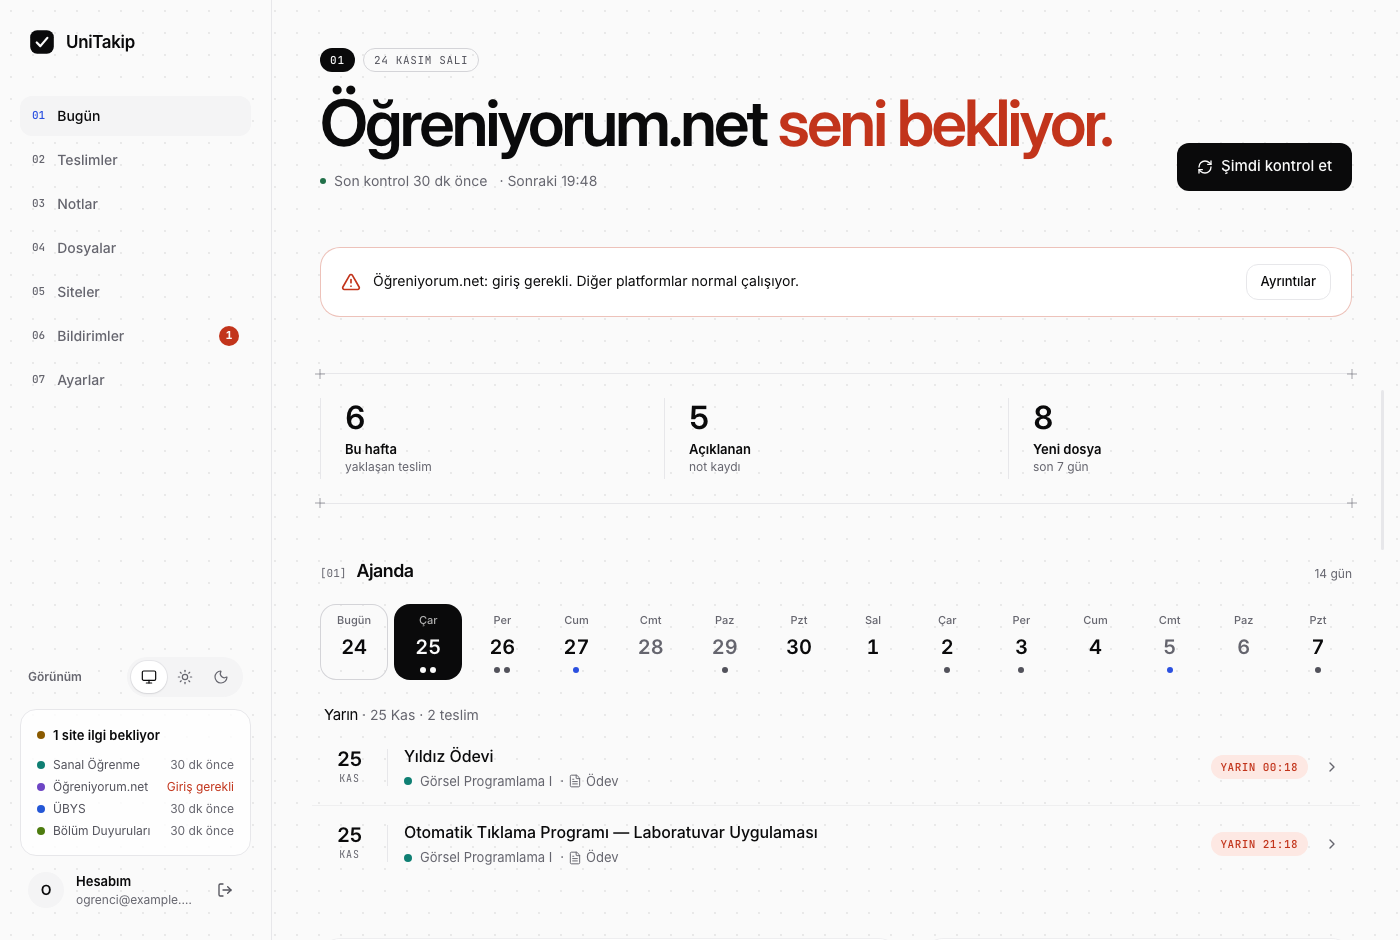 UniTakip
01 Bugün
02 Teslimler
03 Notlar
04 Dosyalar
05 Siteler
06 Bildirimler 1
07 Ayarlar
Görünüm
1 site ilgi bekliyor
Sanal Öğrenme 30 dk önce
Öğreniyorum.net Giriş gerekli
ÜBYS 30 dk önce
Bölüm Duyuruları 30 dk önce
O
Hesabım
ogrenci@example....
01 24 KASIM SALI
Öğreniyorum.net seni bekliyor.
Son kontrol 30 dk önce · Sonraki 19:48
Şimdi kontrol et
Öğreniyorum.net: giriş gerekli. Diğer platformlar normal çalışıyor.
Ayrıntılar
6
Bu hafta
yaklaşan teslim
5
Açıklanan
not kaydı
8
Yeni dosya
son 7 gün
[01] Ajanda
14 gün
Bugün Çar Per Cum Cmt Paz Pzt Sal Çar Per Cum Cmt Paz Pzt
24 25 26 27 28 29 30 1 2 3 4 5 6 7
Yarın · 25 Kas · 2 teslim
25 KAS
Yıldız Ödevi
Görsel Programlama I · Ödev
YARIN 00:18
25 KAS
Otomatik Tıklama Programı — Laboratuvar Uygulaması
Görsel Programlama I · Ödev
YARIN 21:18